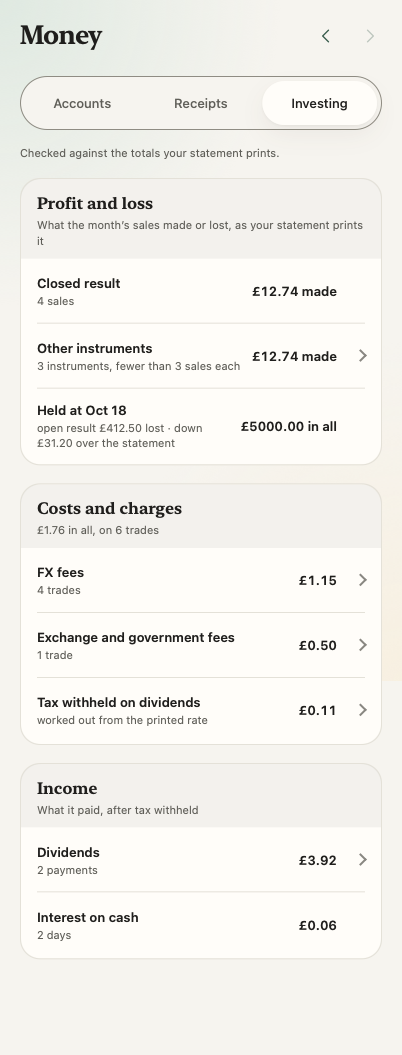 Money
Accounts
Receipts
Investing
Checked against the totals your statement prints.
Profit and loss
What the month's sales made or lost, as your statement prints
it
Closed result
4 sales
£12.74 made
Other instruments
3 instruments, fewer than 3 sales each
£12.74 made
Held at Oct 18
open result £412.50 lost · down
£31.20 over the statement
£5000.00 in all
Costs and charges
£1.76 in all, on 6 trades
FX fees
4 trades
£1.15
Exchange and government fees
1 trade
£0.50
Tax withheld on dividends
worked out from the printed rate
£0.11
Income
What it paid, after tax withheld
Dividends
2 payments
£3.92
Interest on cash
2 days
£0.06